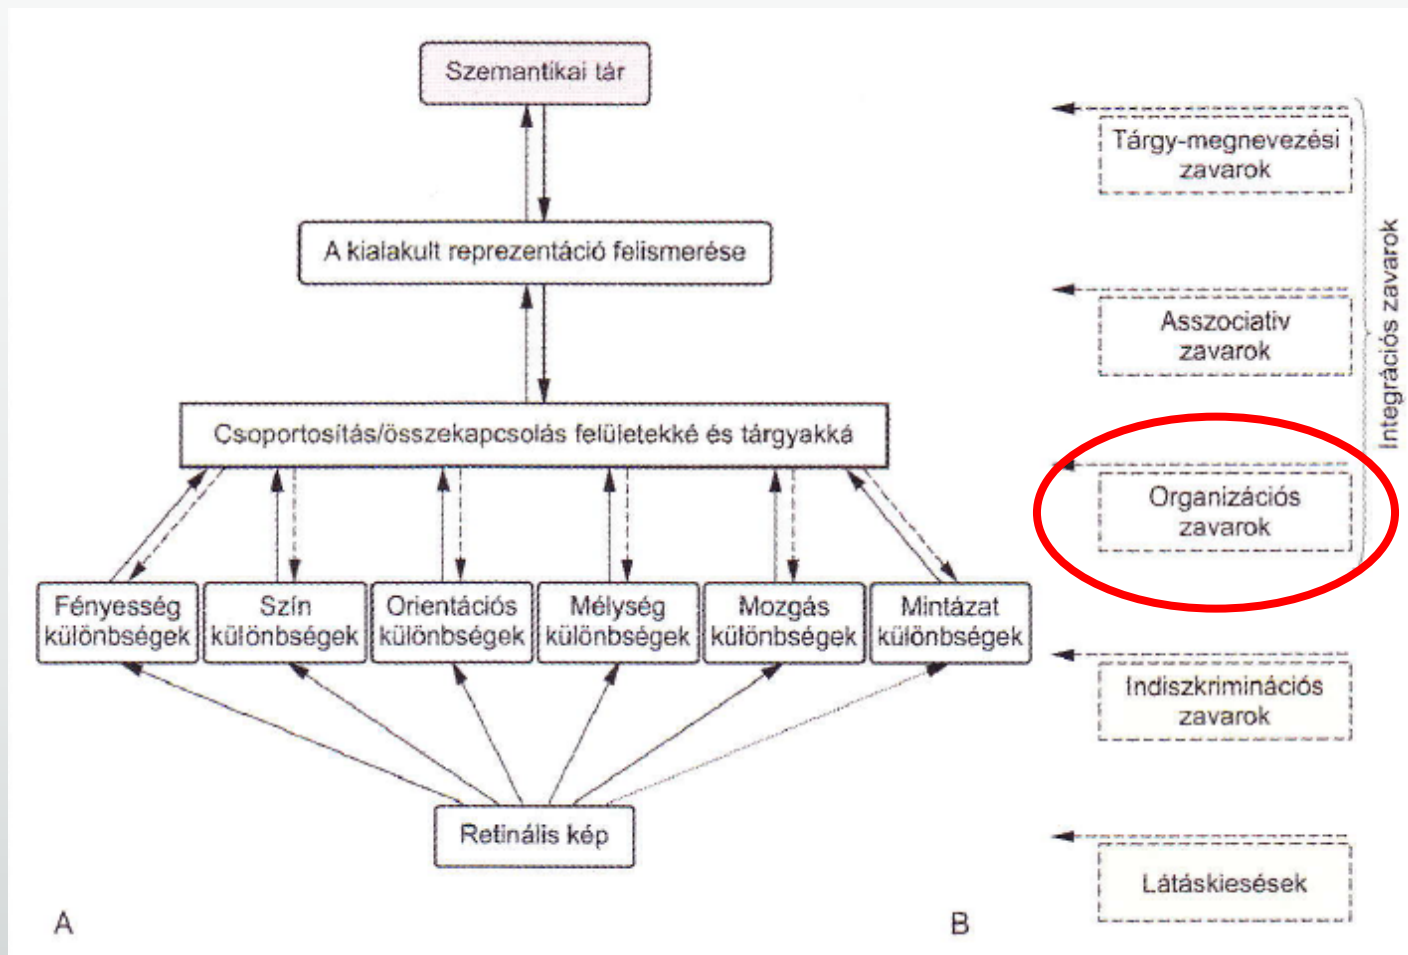 Szemantikai tár
A kialakult reprezentáció felismerése
Csoportosítás/összekapcsolás felületekké és tárgyakká
Fényesség
különbségek
Szín
különbségek
Orientációs
különbségek
Mélység
különbségek
Mozgás
különbségek
Mintázat
különbségek
Retinális kép
A
Tárgy-megnevezési
zavarok
Asszociatív
zavarok
Organizációs
zavarok
Indiszkriminációs
zavarok
Látáskiesések
Integrációs zavarok
B